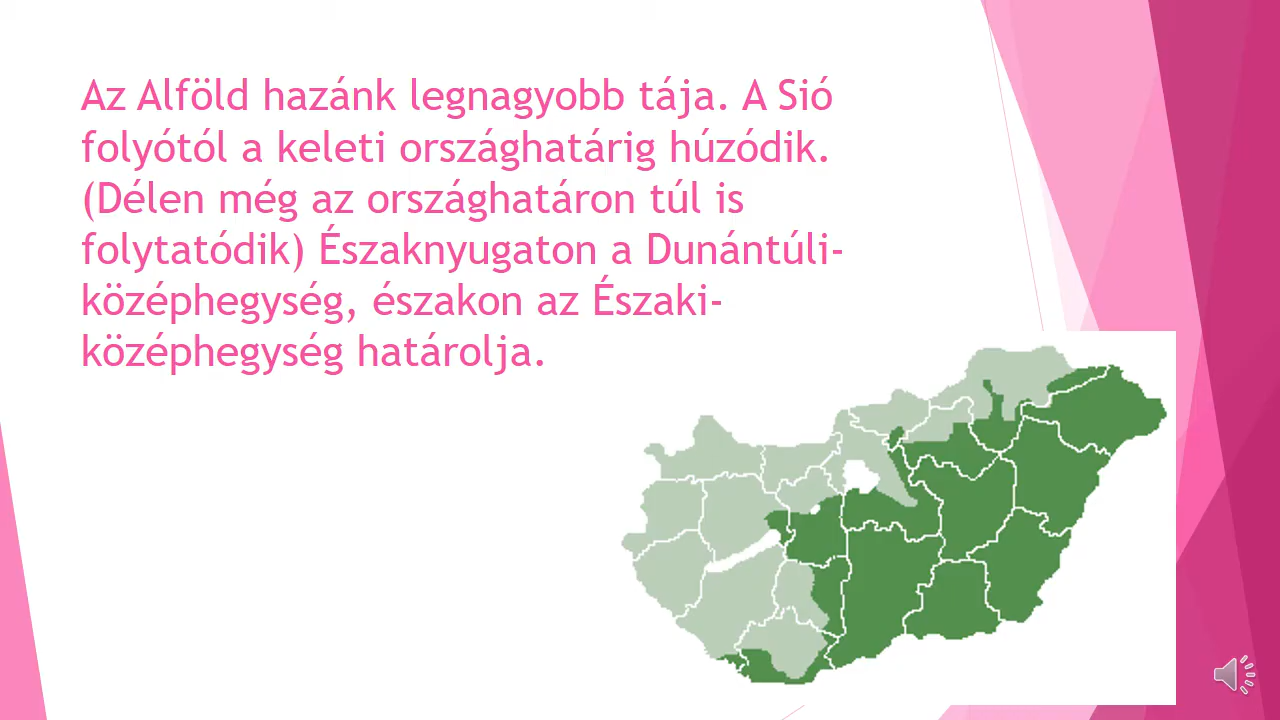 Az Alföld hazánk legnagyobb tája. A Sió
folyótól a keleti országhatárig húzódik.
(Délen még az országhatáron túl is
folytatódik) Északnyugaton a Dunántúli-
középhegység, északon az Északi-
középhegység határolja.